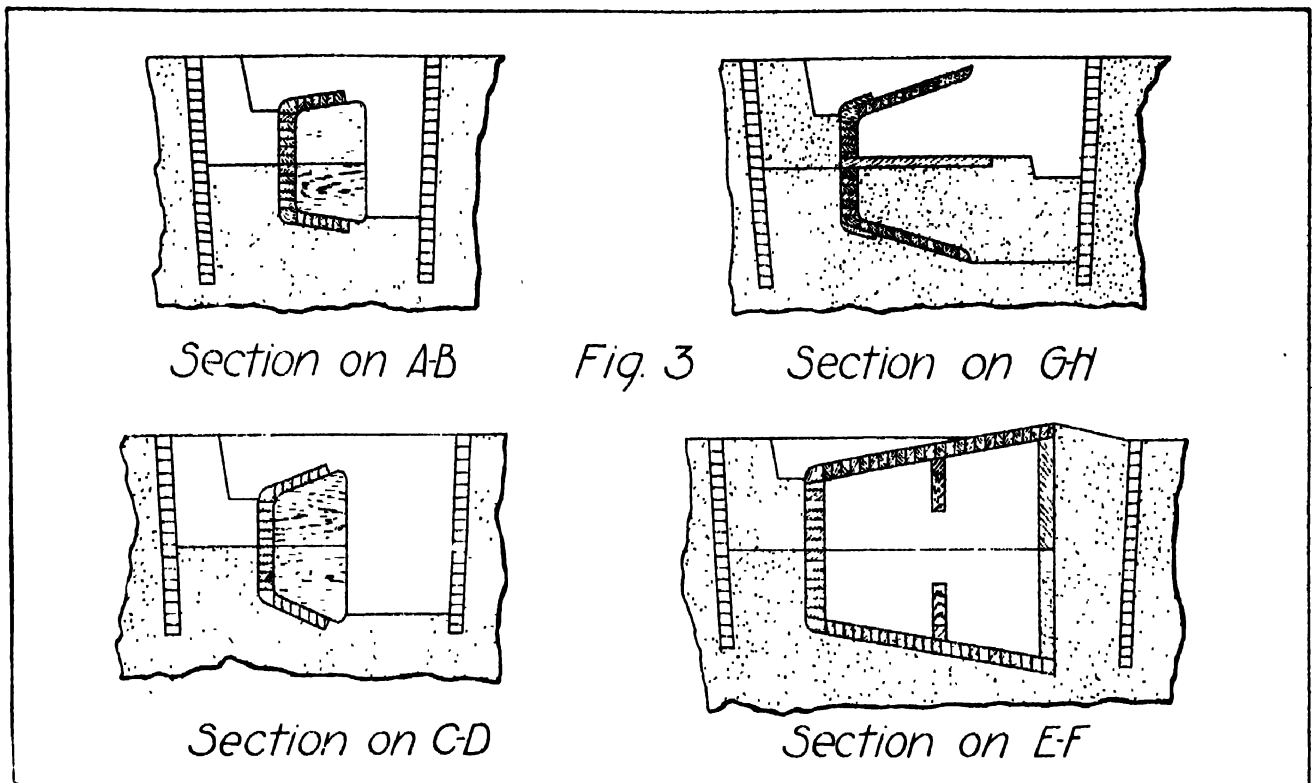 Section on A-B
Fig. 3
Section on G-H
Section on C-D
Section on E-F